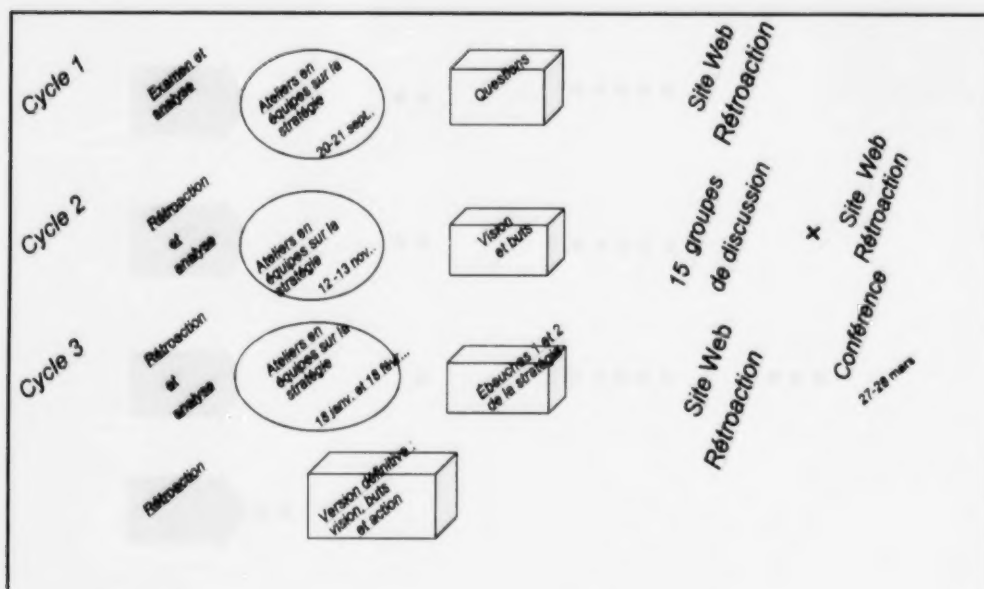 Cycle 1
Examen et
analyse
Ateliers en
équipes sur la
stratégie
20-21 sept..
Questions
Site Web
Rétroaction
Cycle 2
Rétroaction
et
analyse
Ateliers en
équipes sur la
stratégie
12-13 nov..
Vision
et buts
15 groupes
de discussion
+
Site Web
Rétroaction
Cycle 3
Rétroaction
et
analyse
Ateliers en
équipes sur la
stratégie
15 janv. et 18 févr...
Ébauches 1 et 2
de la stratégie
Site Web
Rétroaction
Conférence
27-28 mars
Rétroaction
Version définitive :
vision, buts
et action